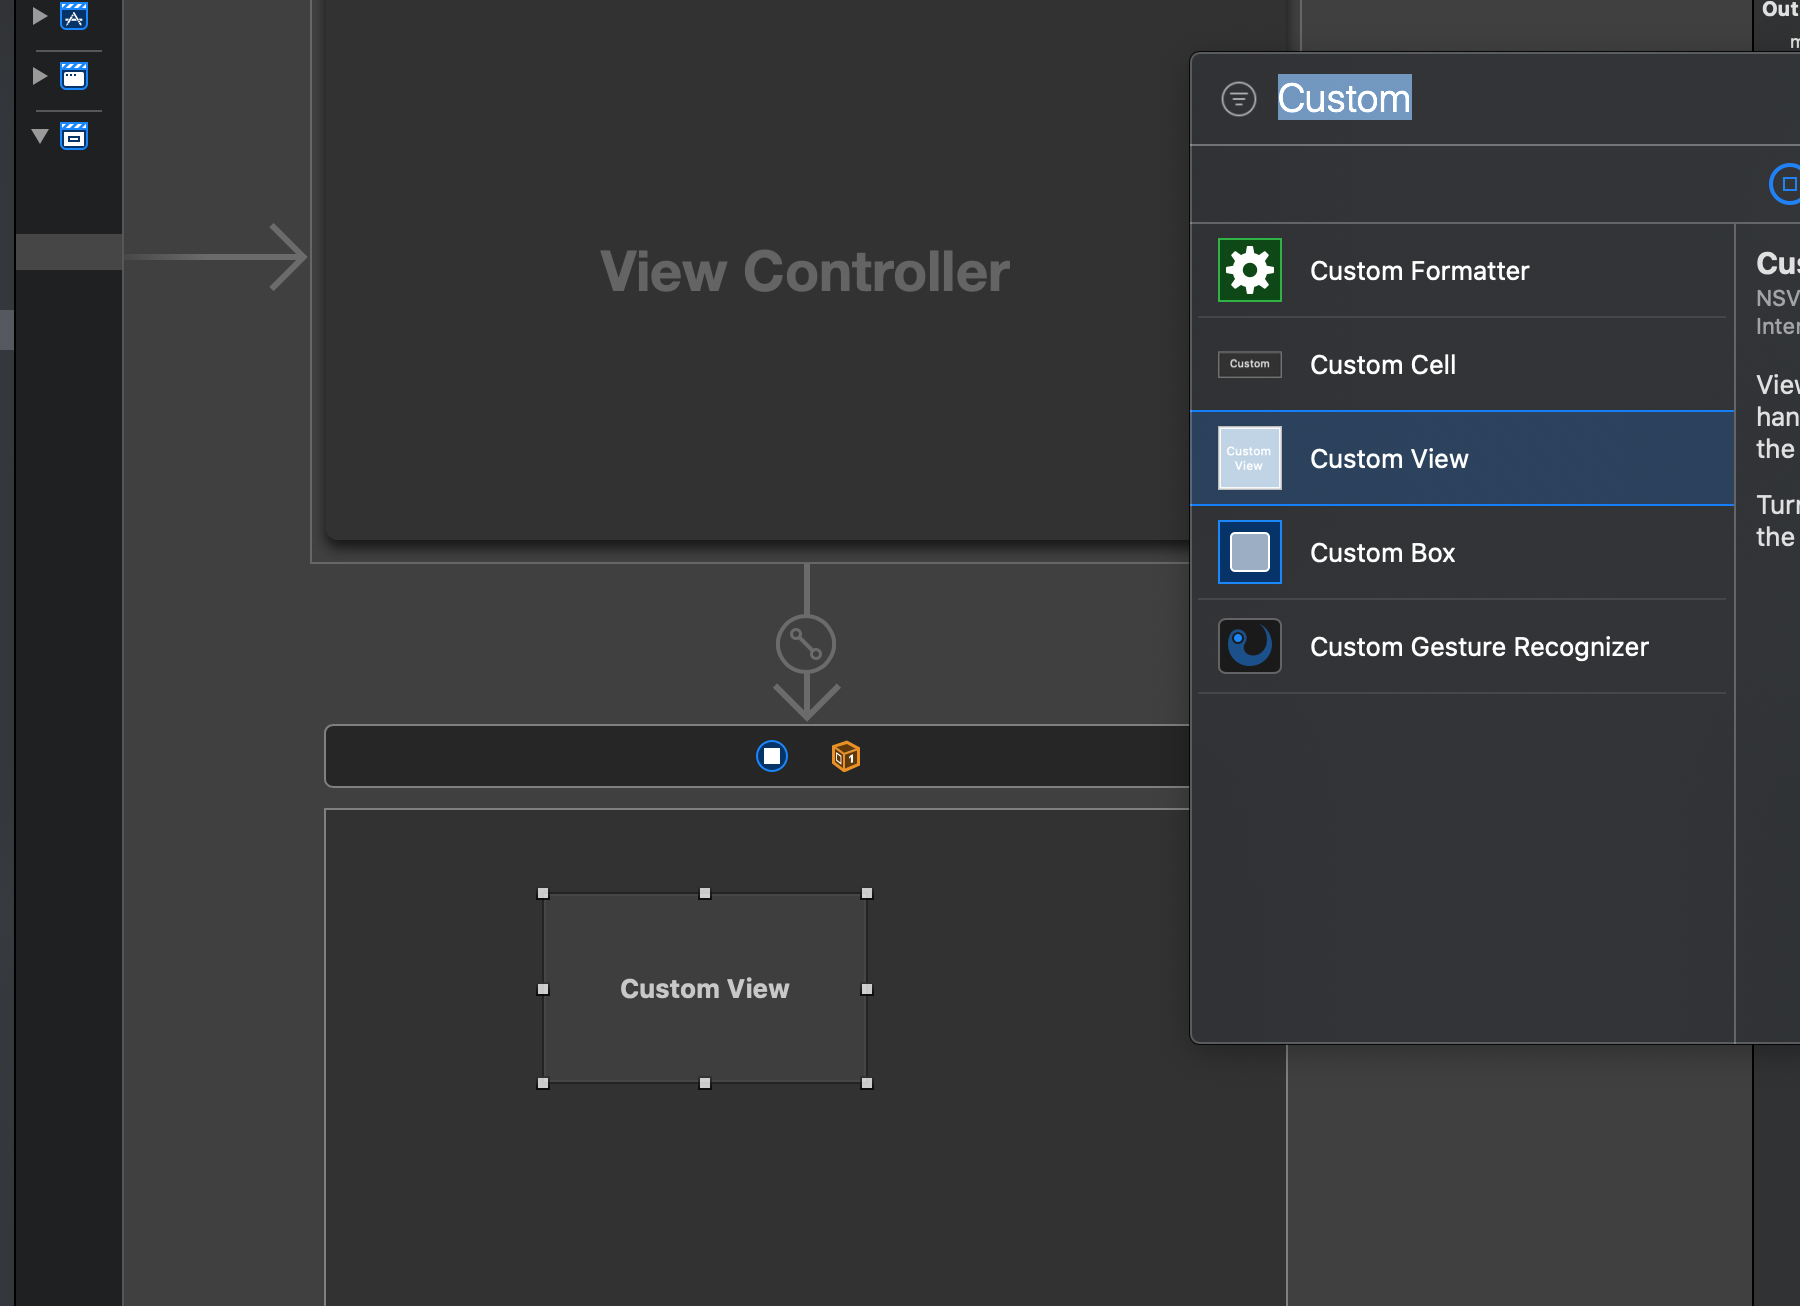 Out
Custom
View Controller
Custom Formatter
Custom
Custom Cell
Custom
View
Custom View
Custom Box
Custom Gesture Recognizer
Cus
NSV
Inter
View
han
the
Turn
the
1
Custom View